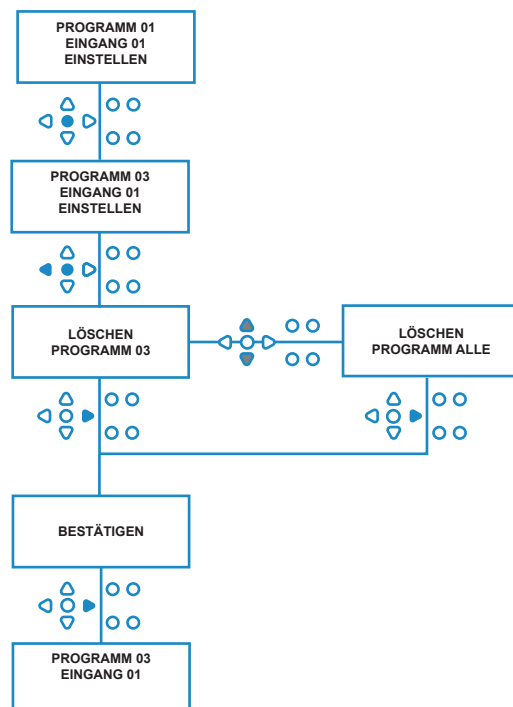 PROGRAMM 01
EINGANG 01
EINSTELLEN
PROGRAMM 03
EINGANG 01
EINSTELLEN
LÖSCHEN
PROGRAMM 03
LÖSCHEN
PROGRAMM ALLE
BESTÄTIGEN
PROGRAMM 03
EINGANG 01